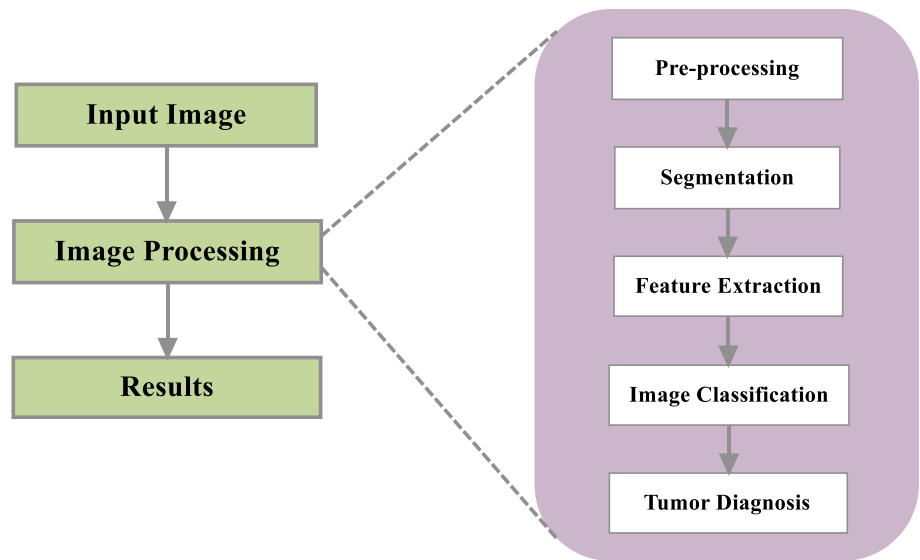 Input Image
Image Processing
Results
Pre-processing
Segmentation
Feature Extraction
Image Classification
Tumor Diagnosis